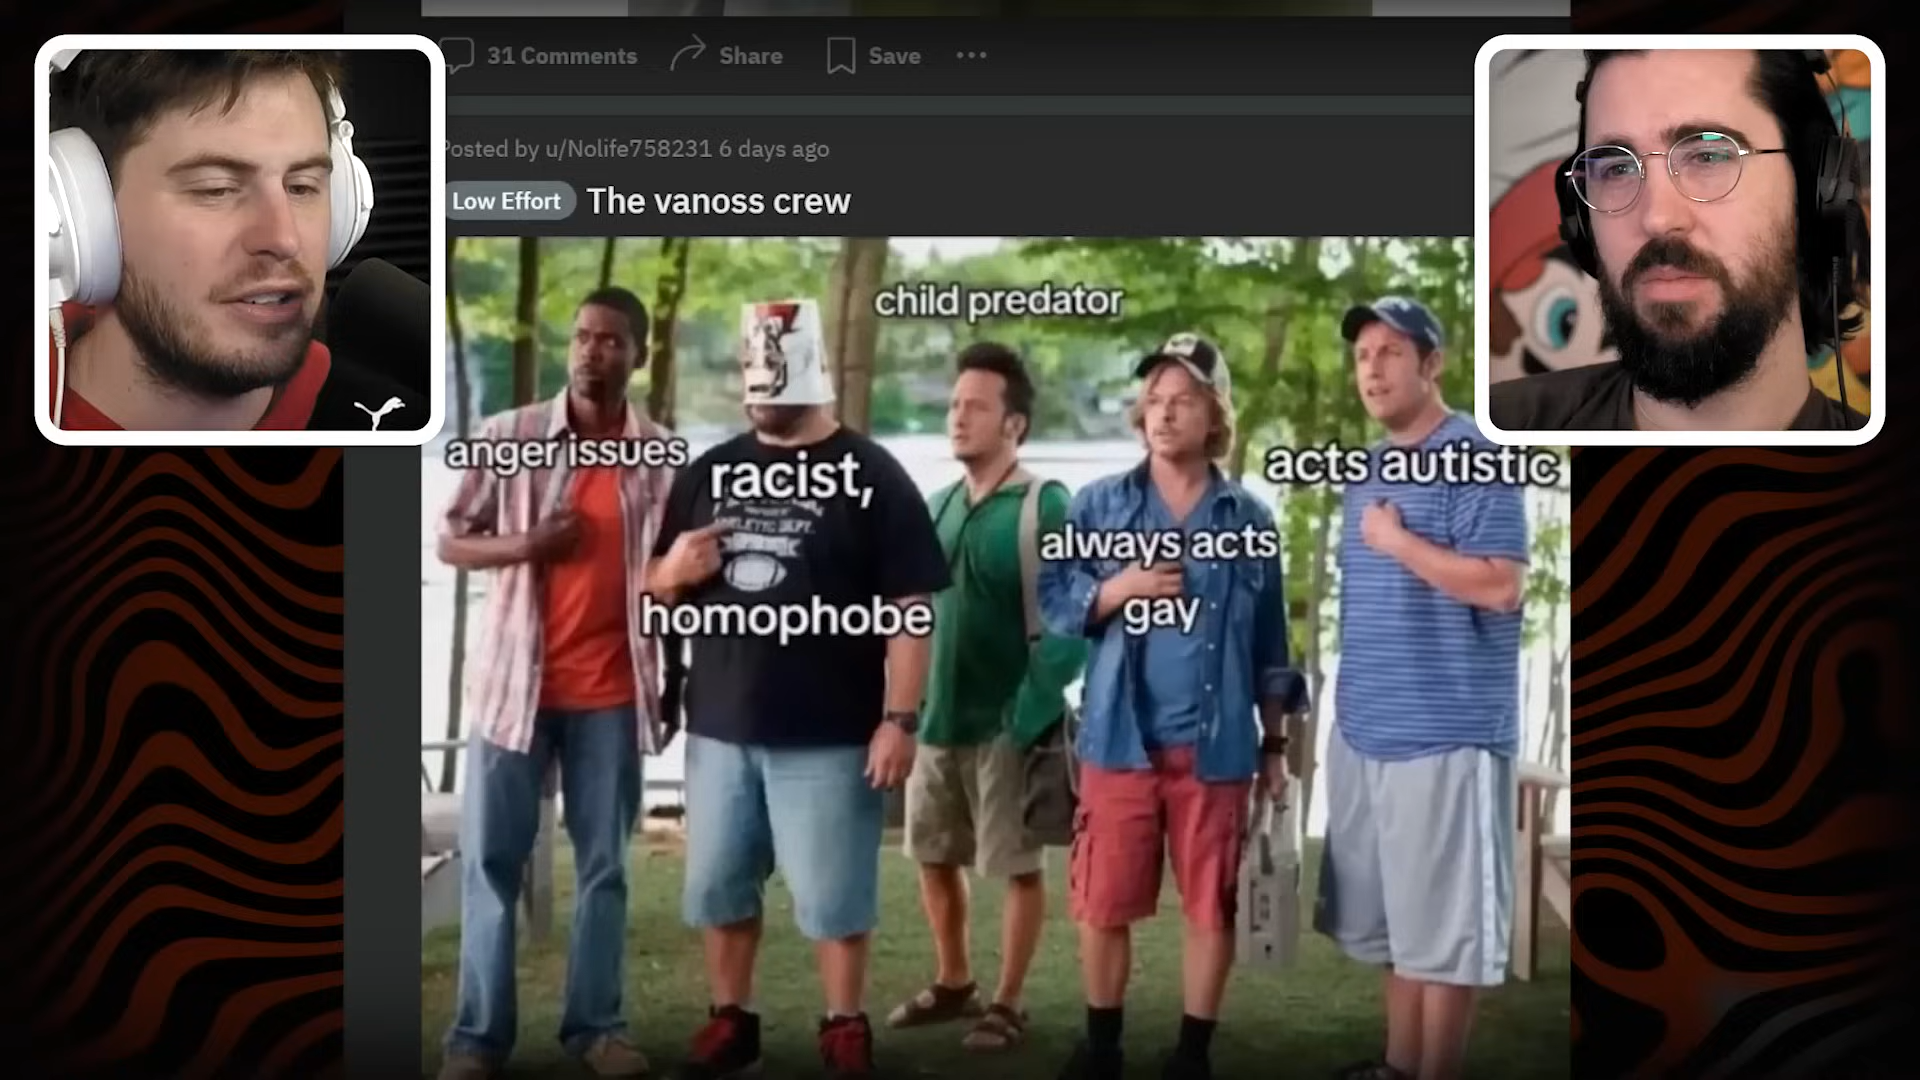 31 Comments Share Save
Posted by u/Nolife758231 6 days ago
Low Effort The vanoss crew
child predator
anger issues
racist,
homophobe
always acts
gay
acts autistic